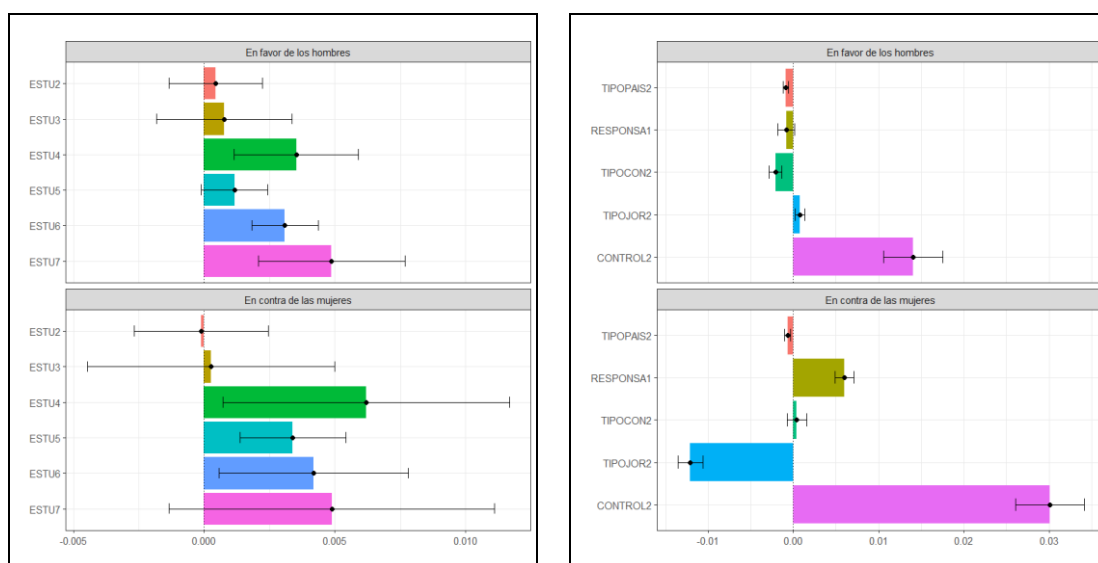 En favor de los hombres
ESTU2
ESTU3
ESTU4
ESTU5
ESTU6
ESTU7
En contra de las mujeres
ESTU2
ESTU3
ESTU4
ESTU5
ESTU6
ESTU7
-0.005 0.000 0.005 0.010
En favor de los hombres
TIPOPAIS2
RESPONSA1
TIPOCON2
TIPOJOR2
CONTROL2
En contra de las mujeres
TIPOPAIS2
RESPONSA1
TIPOCON2
TIPOJOR2
CONTROL2
-0.01 0.00 0.01 0.02 0.03